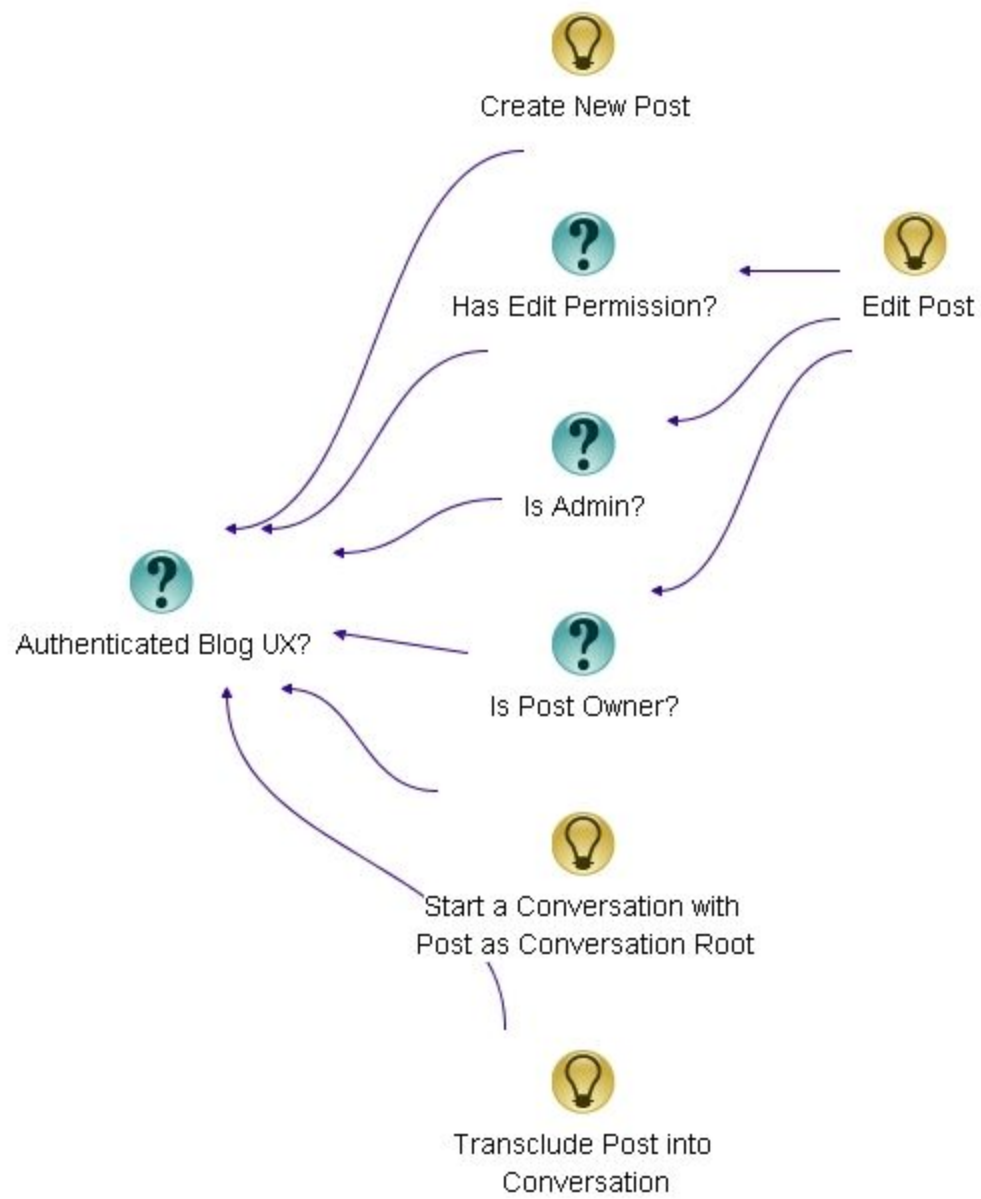 Create New Post
Has Edit Permission?
Edit Post
Is Admin?
Authenticated Blog UX?
Is Post Owner?
Start a Conversation with
Post as Conversation Root
Transclude Post into
Conversation